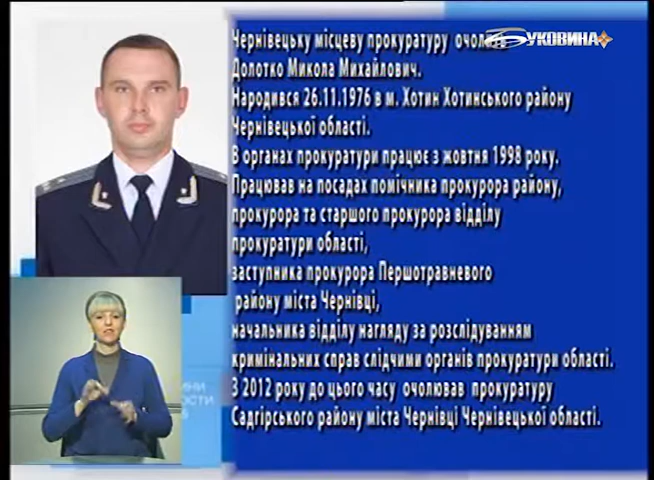 Чернівецьку місцеву прокуратуру очолив
БУКОВИНА
Долотко Микола Михайлович.
Народився 26.11.1976 в м. Хотин Хотинського району
Чернівецької області.
В органах прокуратури працює з жовтня 1998 року.
Працював на посадах помічника прокурора району,
прокурора та старшого прокурора відділу
прокуратури області,
заступника прокурора Першотравневого
району міста Чернівці,
начальника відділу нагляду за розслідуванням
кримінальних справ слідчими органів прокуратури області.
З 2012 року до цього часу очолював прокуратуру
Садгірського району міста Чернівці Чернівецької області.